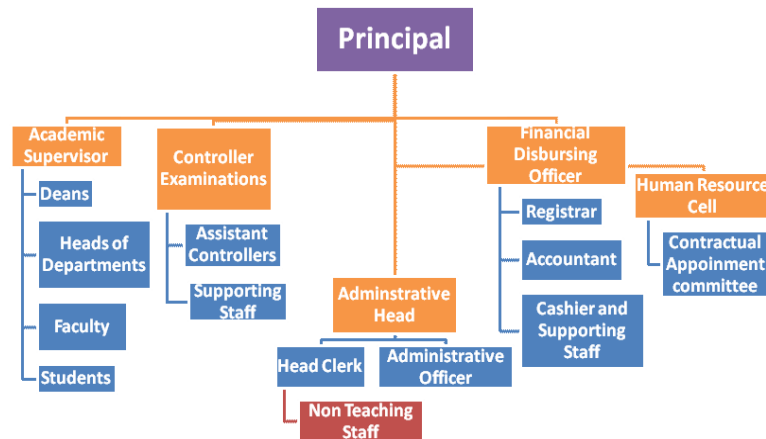 Principal
Academic
Supervisor
Deans
Heads of
Departments
Faculty
Students
Controller
Examinations
Assistant
Controllers
Supporting
Staff
Adminstrative
Head
Head Clerk
Non Teaching
Staff
Administrative
Officer
Financial
Disbursing
Officer
Registrar
Accountant
Cashier and
Supporting
Staff
Human Resource
Cell
Contractual
Appoinment
committee